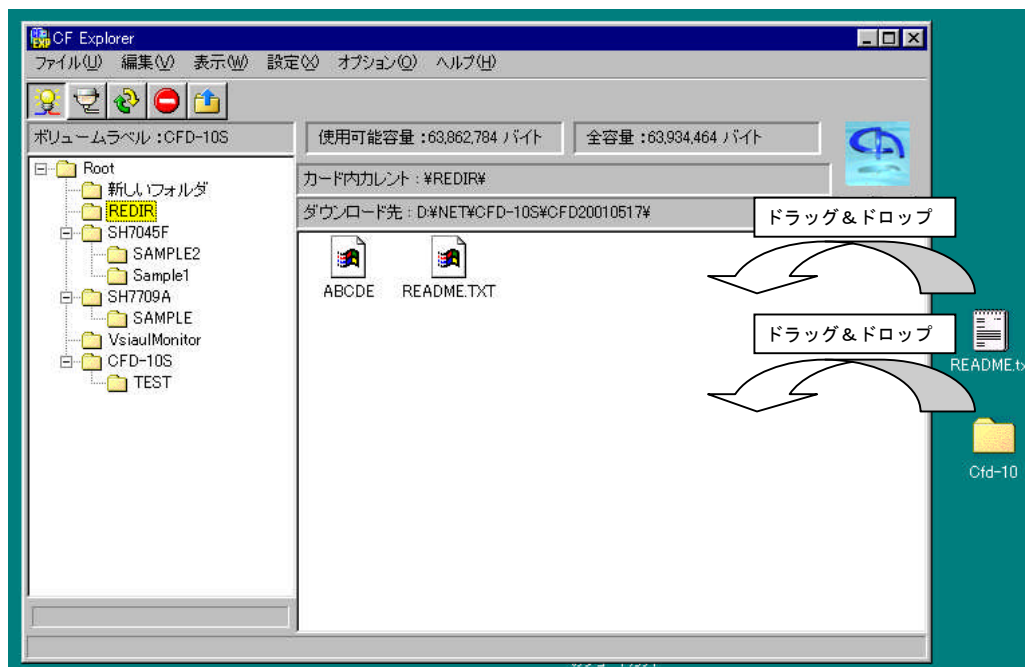 CF Explorer
ファイル(U) 編集(V) 表示(W) 設定(X) オプション(O) ヘルプ(H)
ボリュームラベル :CFD-10S
使用可能容量 :63,862,784 バイト
全容量 :63,934,464 バイト
Root
新しいフォルダ
REDIR
SH7045F
SAMPLE2
Sample1
SH7709A
SAMPLE
VsiaulMonitor
CFD-10S
TEST
カード内カレント : ¥REDIR¥
ダウンロード先 : D:¥NET¥CFD-10S¥CFD20010517¥
ABCDE
README.TXT
ドラッグ&ドロップ
ドラッグ&ドロップ
README.tx
Cfd-10